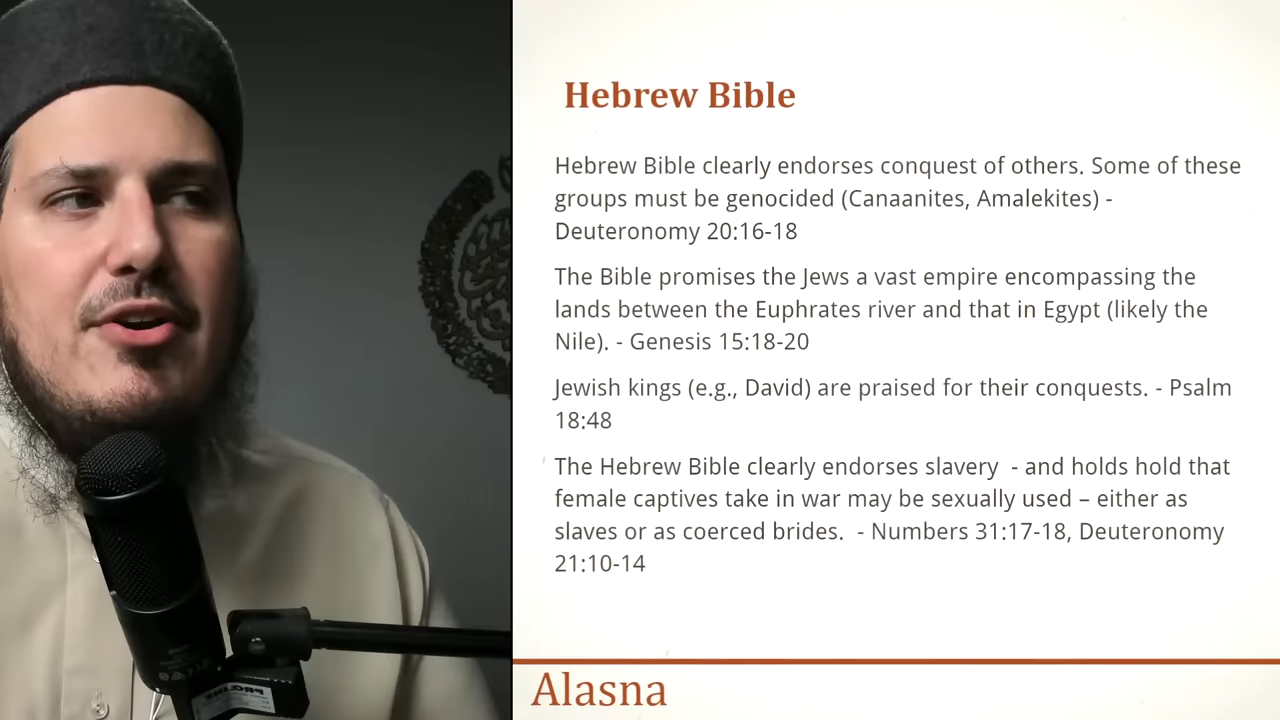 Hebrew Bible
Hebrew Bible clearly endorses conquest of others. Some of these
groups must be genocided (Canaanites, Amalekites) -
Deuteronomy 20:16-18
The Bible promises the Jews a vast empire encompassing the
lands between the Euphrates river and that in Egypt (likely the
Nile). - Genesis 15:18-20
Jewish kings (e.g., David) are praised for their conquests. - Psalm
18:48
The Hebrew Bible clearly endorses slavery  - and holds hold that
female captives take in war may be sexually used – either as
slaves or as coerced brides.  - Numbers 31:17-18, Deuteronomy
21:10-14
Alasna